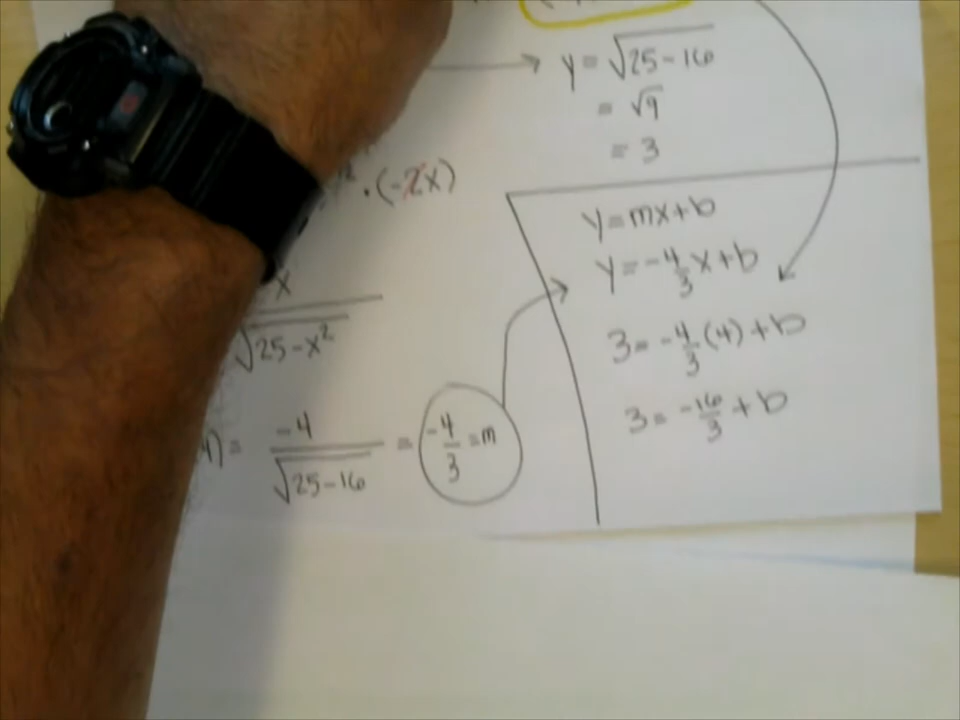 y = √25-16
= √9
= 3
· (-2x)
x
√25-x²
4) = -4 / √25-16 = -4/3 = m
y = mx + b
y = -4/3 x + b
3 = -4/3 (4) + b
3 = -16/3 + b